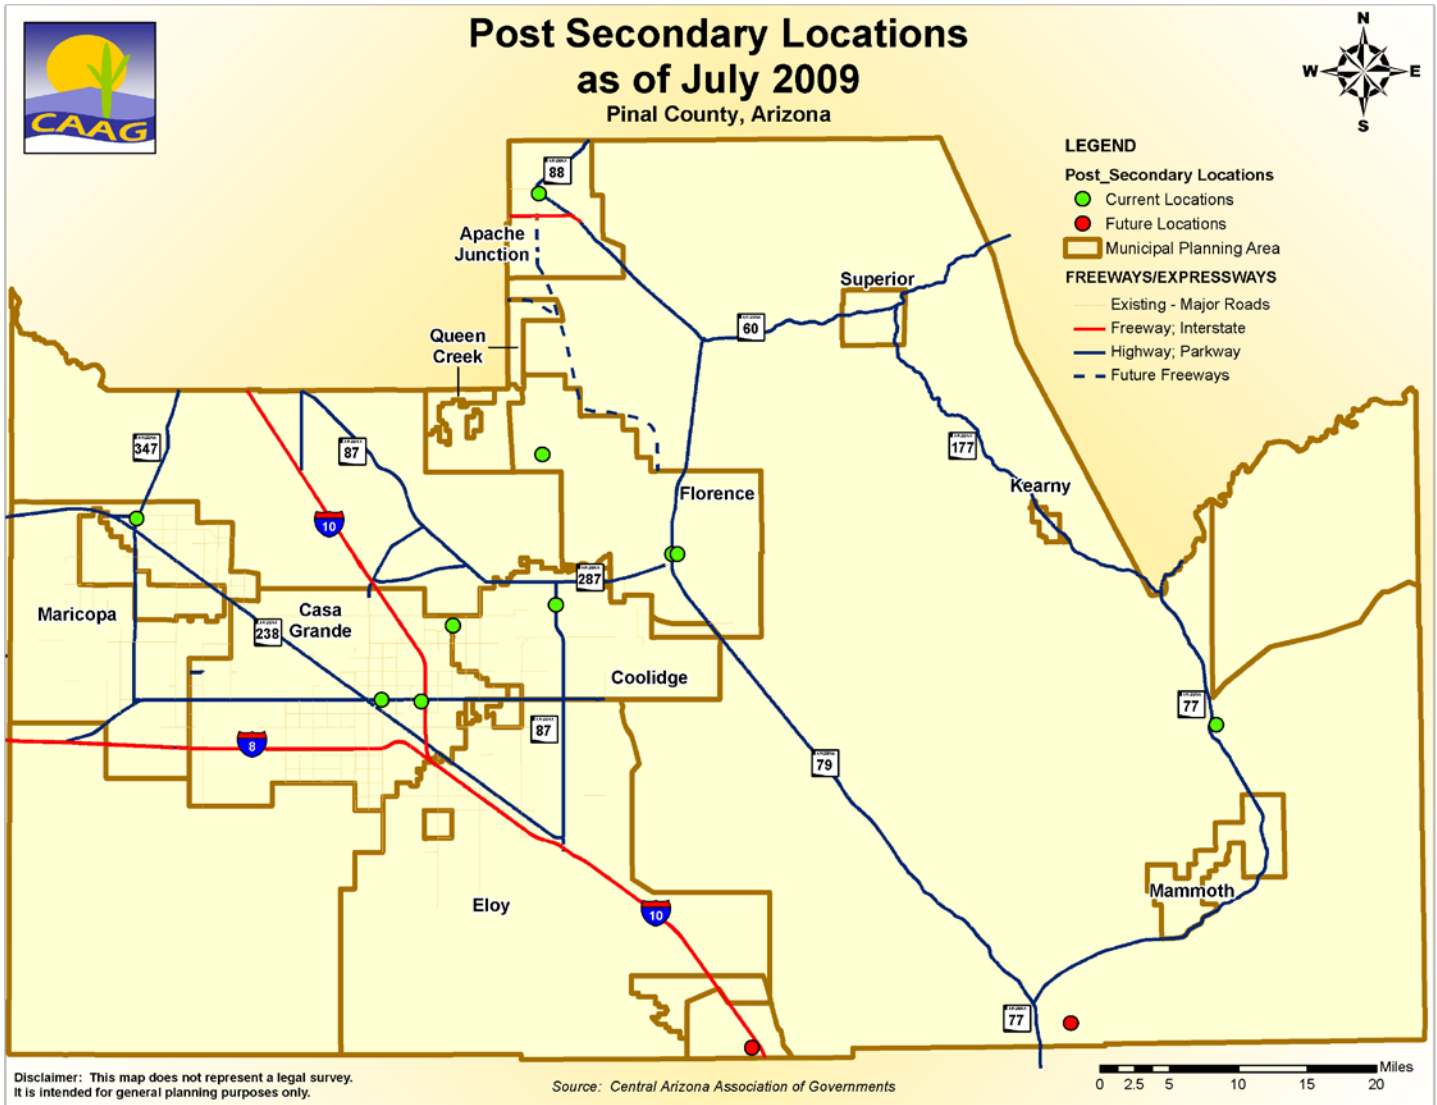 Post Secondary Locations
as of July 2009
Pinal County, Arizona
CAAG
N
W
E
S
LEGEND
Post_Secondary Locations
Current Locations
Future Locations
Municipal Planning Area
FREEWAYS/EXPRESSWAYS
Existing - Major Roads
Freeway; Interstate
Highway; Parkway
Future Freeways
88
Apache
Junction
Superior
60
Queen
Creek
347
87
177
Kearny
Florence
10
287
Maricopa
Casa
Grande
238
Coolidge
77
87
8
79
Mammoth
Eloy
10
77
Disclaimer: This map does not represent a legal survey.
It is intended for general planning purposes only.
Source: Central Arizona Association of Governments
Miles
0 2.5 5 10 15 20